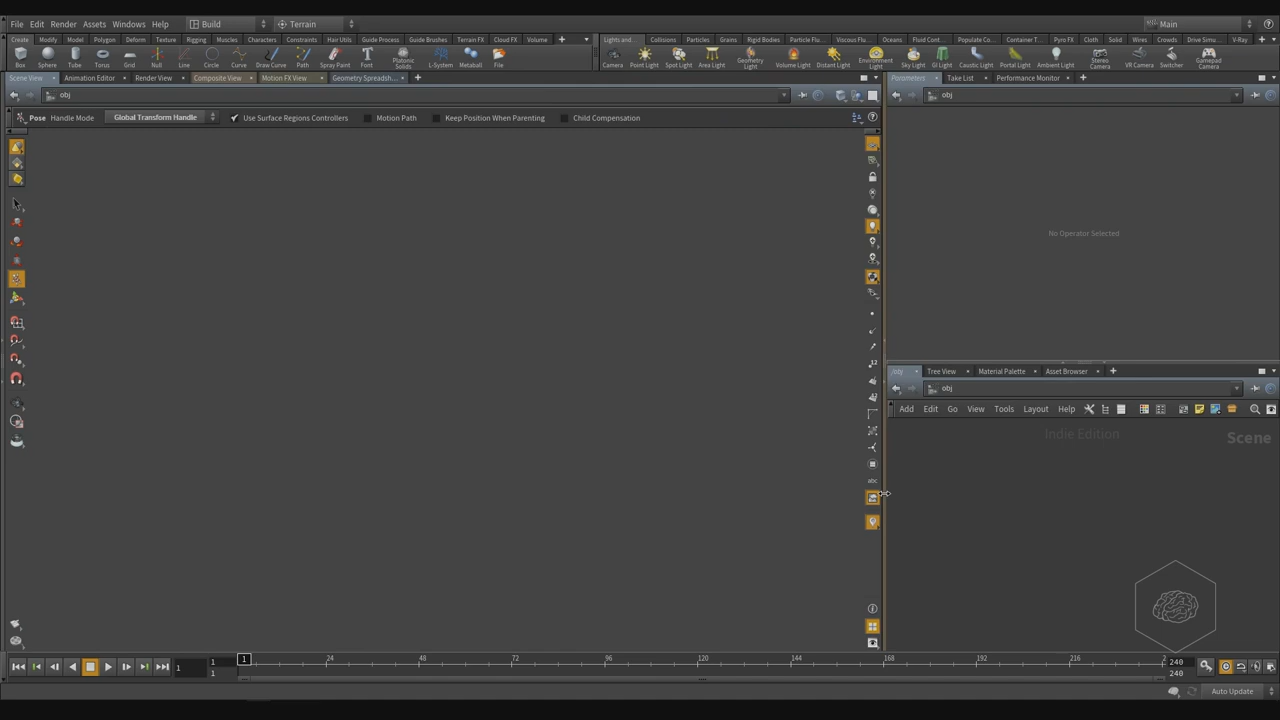 File Edit Render Assets Windows Help Build Terrain Main
Create Modify Model Polygon Deform Texture Rigging Muscles Characters Constraints Hair Utils Guide Process Guide Brushes Terrain FX Cloud FX Volume Lights and... Collisions Particles Grains Rigid Bodies Particle Flu... Viscous Flu... Oceans Fluid Cont... Populate Co... Container T... Pyro FX Cloth Solid Wires Crowds Drive Simu... V-Ray
Box Sphere Tube Torus Grid Line Circle Curve Draw Curve Path Spray Paint Font Platonic Solids L-System Metaball File Camera Point Light Spot Light Area Light Geometry Light Volume Light Distant Light Environment Light Sky Light GI Light Caustic Light Portal Light Ambient Light Stereo Camera VR Camera Switcher Gamepad Camera
Scene View Animation Editor Render View Composite View Motion FX View Geometry Spreadsh... Parameters Take List Performance Monitor
obj obj
Pose Handle Mode Global Transform Handle Use Surface Regions Controllers Motion Path Keep Position When Parenting Child Compensation
No Operator Selected
/obj Tree View Material Palette Asset Browser
obj
Add Edit Go View Tools Layout Help
Indie Edition Scene
abc
1 1 1 1 24 48 72 96 120 144 168 192 216 2 240 240
Auto Update